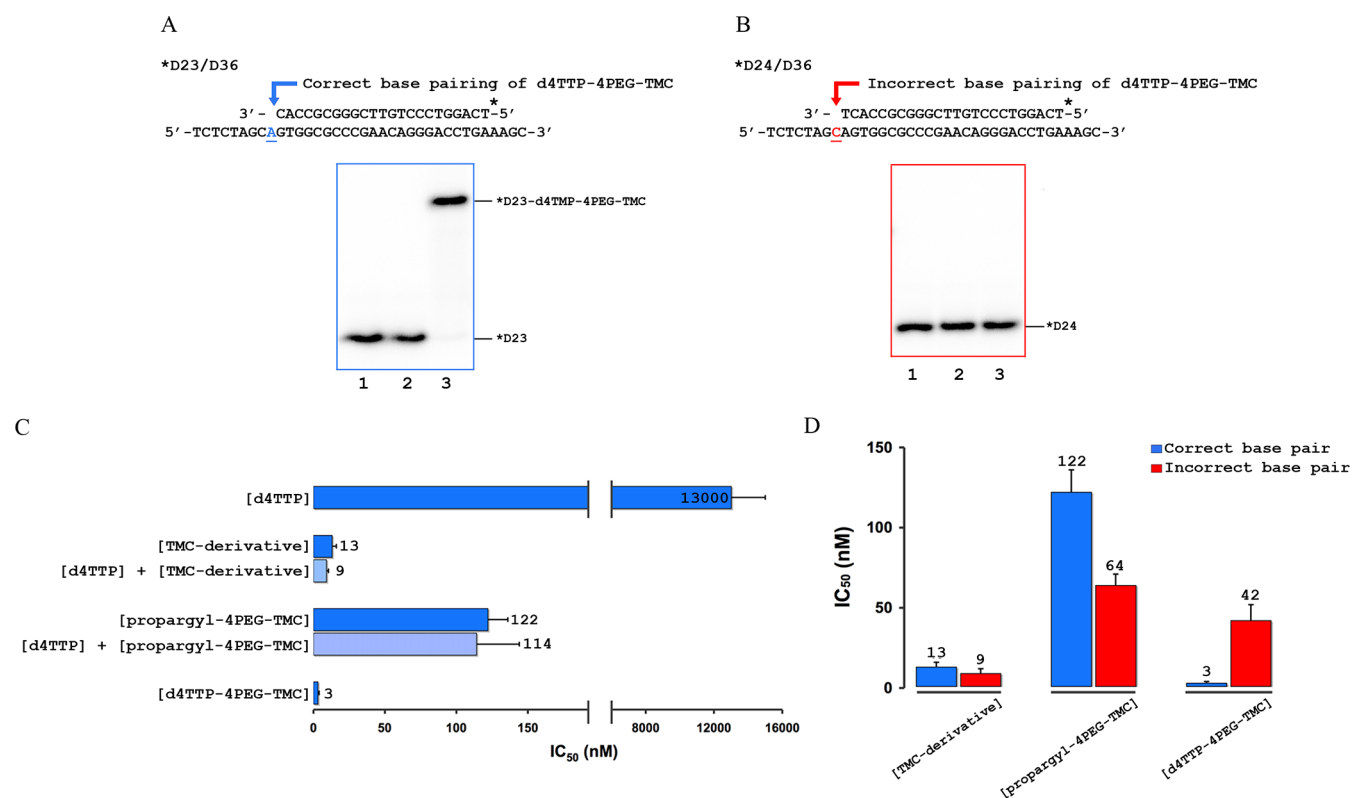 A
*D23/D36
Correct base pairing of d4TTP-4PEG-TMC
*
3’- CACCGCGGGCTTGTCCCTGGACT-5’
5’-TCTCTAGCAGTGGCGCCCGAACAGGGACCTGAAAGC-3’
*D23-d4TMP-4PEG-TMC
*D23
1 2 3
B
*D24/D36
Incorrect base pairing of d4TTP-4PEG-TMC
*
3’- TCACCGCGGGCTTGTCCCTGGACT-5’
5’-TCTCTAGCAGTGGCGCCCGAACAGGGACCTGAAAGC-3’
*D24
1 2 3
C
[d4TTP] 13000
[TMC-derivative] 13
[d4TTP] + [TMC-derivative] 9
[propargyl-4PEG-TMC] 122
[d4TTP] + [propargyl-4PEG-TMC] 114
[d4TTP-4PEG-TMC] 3
0 50 100 150 8000 12000 16000
IC50 (nM)
D
Correct base pair
Incorrect base pair
IC50 (nM)
150
100
50
0
13 9 122 64 3 42
[TMC-derivative]
[propargyl-4PEG-TMC]
[d4TTP-4PEG-TMC]